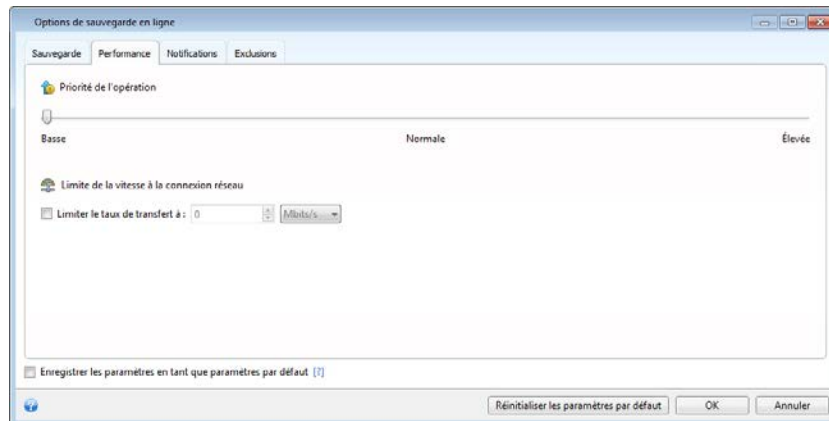 Options de sauvegarde en ligne
Sauvegarde Performance Notifications Exclusions
Priorité de l'opération
Basse Normale Élevée
Limite de la vitesse à la connexion réseau
Limiter le taux de transfert à : 0 Mbits/s
Enregistrer les paramètres en tant que paramètres par défaut [?]
Réinitialiser les paramètres par défaut OK Annuler